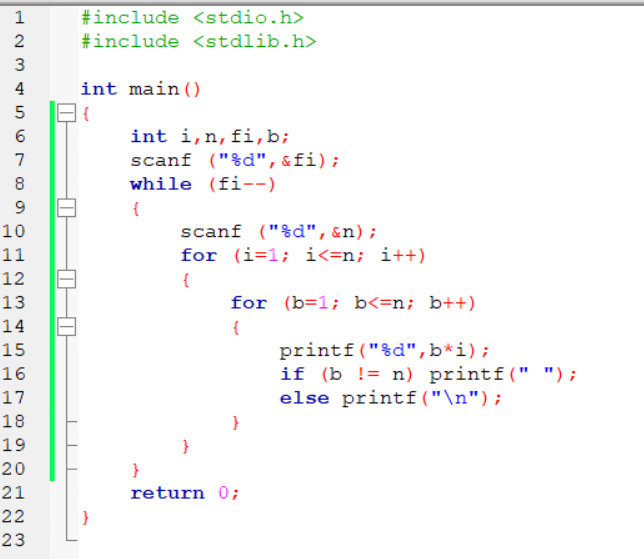 1 #include <stdio.h>
2 #include <stdlib.h>
3
4 int main()
5 {
6 int i,n,fi,b;
7 scanf ("%d",&fi);
8 while (fi--)
9 {
10 scanf ("%d",&n);
11 for (i=1; i<=n; i++)
12 {
13 for (b=1; b<=n; b++)
14 {
15 printf("%d",b*i);
16 if (b != n) printf(" ");
17 else printf("\n");
18 }
19 }
20 }
21 return 0;
22 }
23